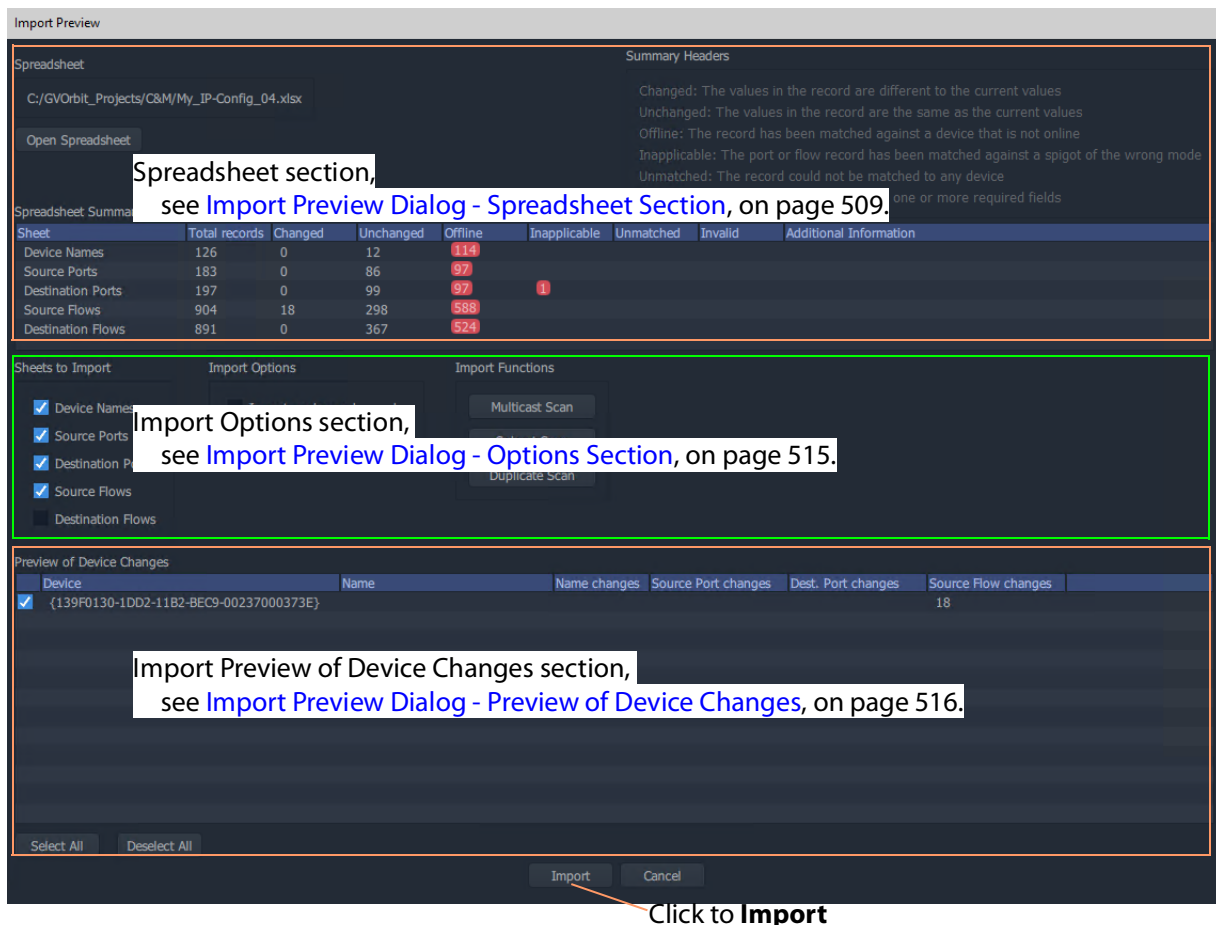 Import Preview
Spreadsheet
C:/GVOrbit_Projects/C&M/My_IP-Config_04.xlsx
Open Spreadsheet
Summary Headers
Changed: The values in the record are different to the current values
Unchanged: The values in the record are the same as the current values
Offline: The record has been matched against a device that is not online
Inapplicable: The port or flow record has been matched against a spigot of the wrong mode
Unmatched: The record could not be matched to any device
one or more required fields
Spreadsheet section,
see Import Preview Dialog - Spreadsheet Section, on page 509.
Spreadsheet Summar
Sheet Total records Changed Unchanged Offline Inapplicable Unmatched Invalid Additional Information
Device Names 126 0 12 114
Source Ports 183 0 86 97
Destination Ports 197 0 99 97 1
Source Flows 904 18 298 588
Destination Flows 891 0 367 524
Sheets to Import Import Options Import Functions
Device Names Multicast Scan
Source Ports
Destination P
Source Flows Duplicate Scan
Destination Flows
Import Options section,
see Import Preview Dialog - Options Section, on page 515.
Preview of Device Changes
Device Name Name changes Source Port changes Dest. Port changes Source Flow changes
{139F0130-1DD2-11B2-BEC9-00237000373E} 18
Import Preview of Device Changes section,
see Import Preview Dialog - Preview of Device Changes, on page 516.
Select All Deselect All
Import Cancel
Click to Import